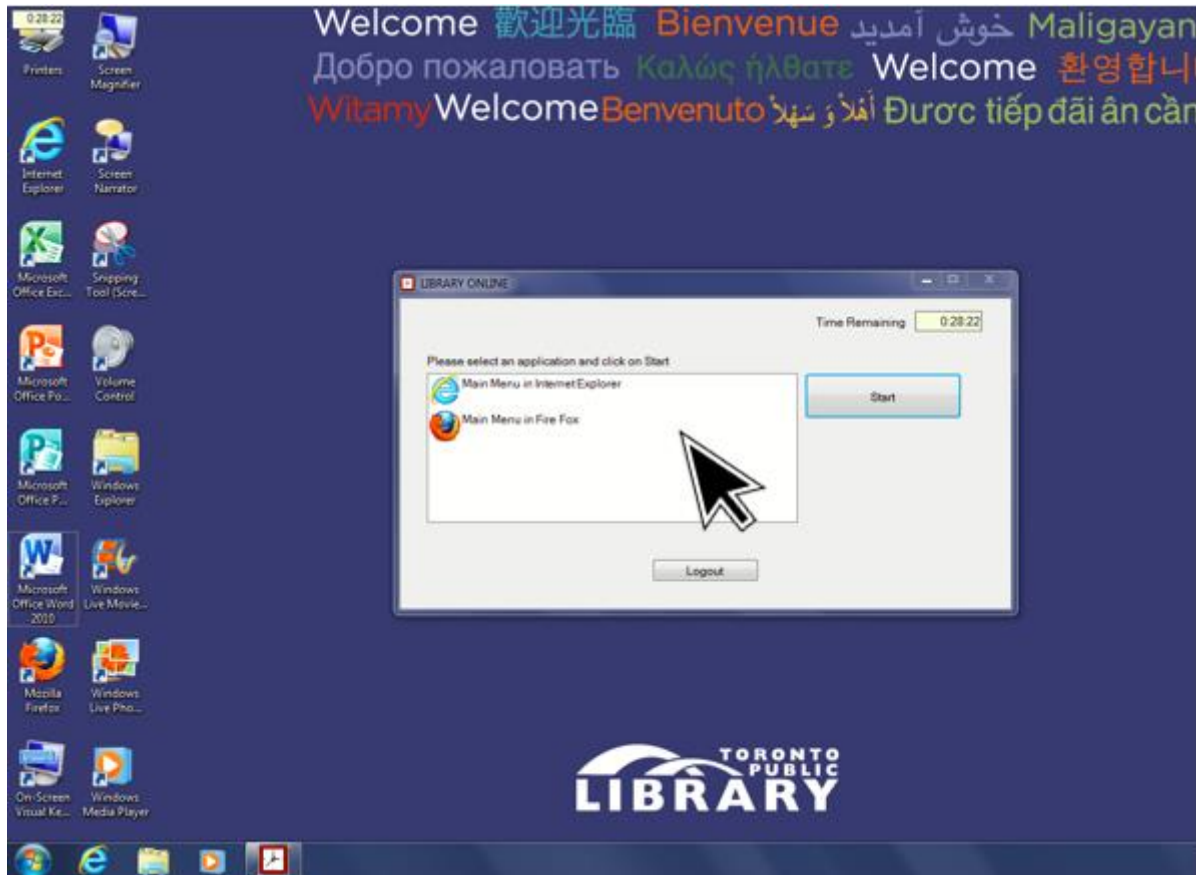 Welcome 歡迎光臨 Bienvenue خوش آمدید Maligayan
Добро пожаловать Καλώς ήλθατε Welcome 환영합니
Witamy Welcome Benvenuto أَهْلاً وَ سَهْلاً Được tiếp đãi ân cần
0:28:22
Printers
Screen
Magnifier
Internet
Explorer
Screen
Narrator
Microsoft
Office Exc...
Snipping
Tool (Scre...
Microsoft
Office Po...
Volume
Control
Microsoft
Office P...
Windows
Explorer
Microsoft
Office Word
2010
Windows
Live Movie...
Mozilla
Firefox
Windows
Live Pho...
On-Screen
Visual Ke...
Windows
Media Player
LIBRARY ONLINE
Time Remaining 0:28:22
Please select an application and click on Start
Main Menu in Internet Explorer
Start
Main Menu in Fire Fox
Logout
TORONTO
PUBLIC
LIBRARY